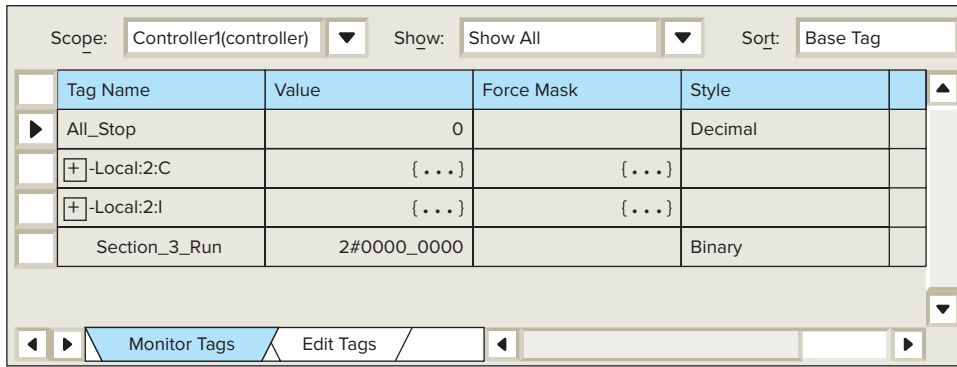 Scope: Controller1(controller) Show: Show All Sort: Base Tag
Tag Name Value Force Mask Style
All_Stop 0 Decimal
+-Local:2:C {...} {...}
+-Local:2:I {...} {...}
Section_3_Run 2#0000_0000 Binary
Monitor Tags Edit Tags